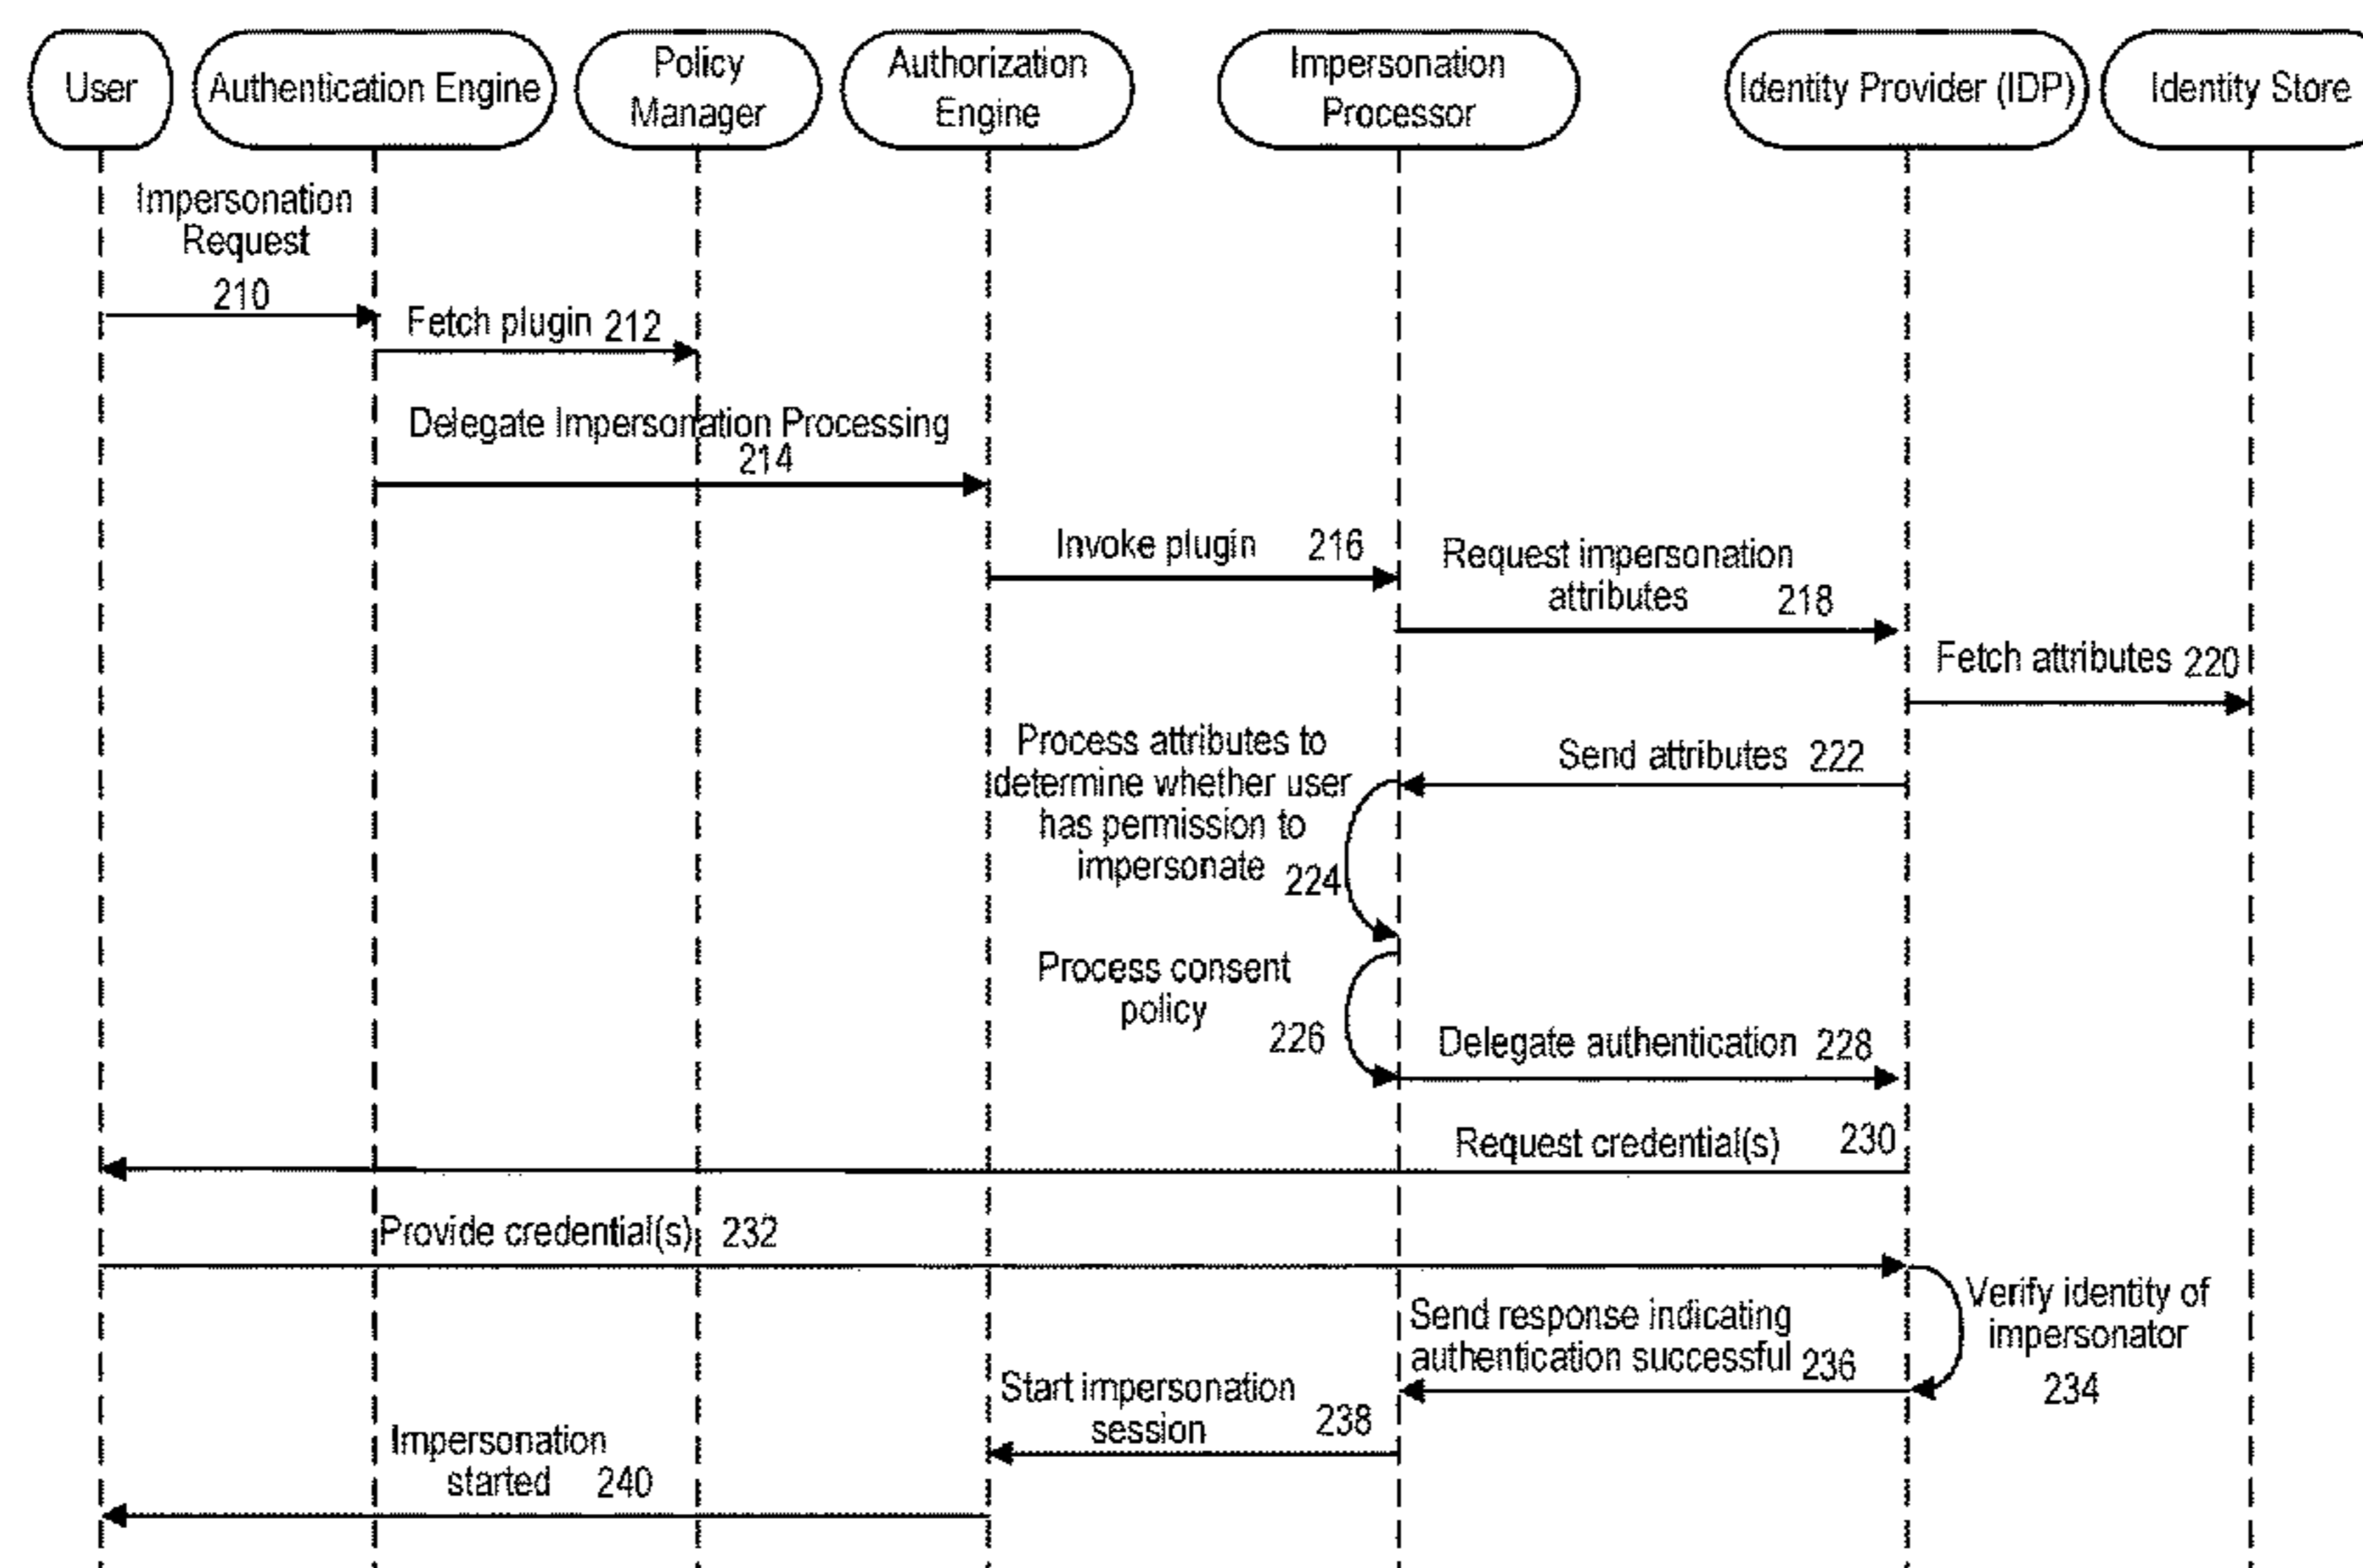 User
Authentication Engine
Policy
Manager
Authorization
Engine
Impersonation
Processor
Identity Provider (IDP)
Identity Store
Impersonation
Request
210
Fetch plugin 212
Delegate Impersonation Processing
214
Invoke plugin 216
Request impersonation
attributes 218
Fetch attributes 220
Send attributes 222
Process attributes to
determine whether user
has permission to
impersonate 224
Process consent
policy
226
Delegate authentication 228
Request credential(s) 230
Provide credential(s) 232
Verify identity of
impersonator
234
Send response indicating
authentication successful 236
Start impersonation
session 238
Impersonation
started 240